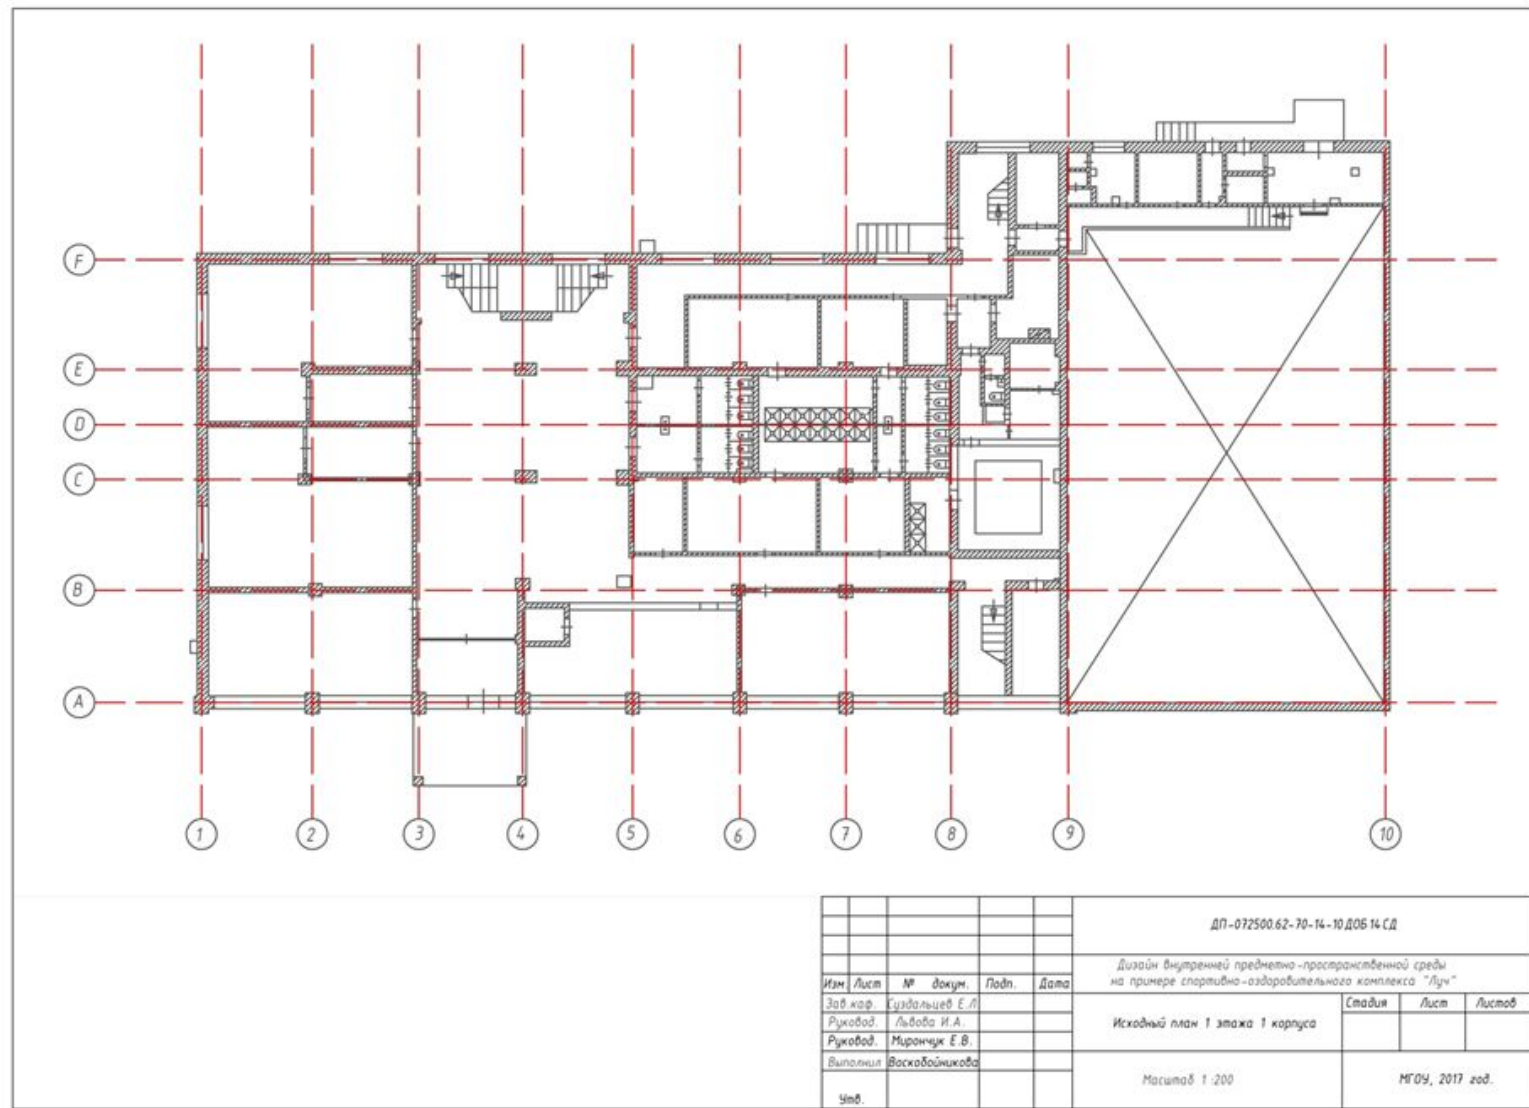 F
E
D
C
B
A
1 2 3 4 5 6 7 8 9 10
ДП-072500.62-70-14-10 ДОБ 14 СД
Дизайн внутренней предметно-пространственной среды
на примере спортивно-оздоровительного комплекса "Луч"
Изм. Лист № докум. Подп. Дата
Зав.каф. Суздальцев Е.Л
Стадия Лист Листов
Руковод. Львова И.А.
Исходный план 1 этажа 1 корпуса
Руковод. Мирончук Е.В.
Выполнил Воскобойникова
Масштаб 1:200
МГОУ, 2017 год.
Утв.